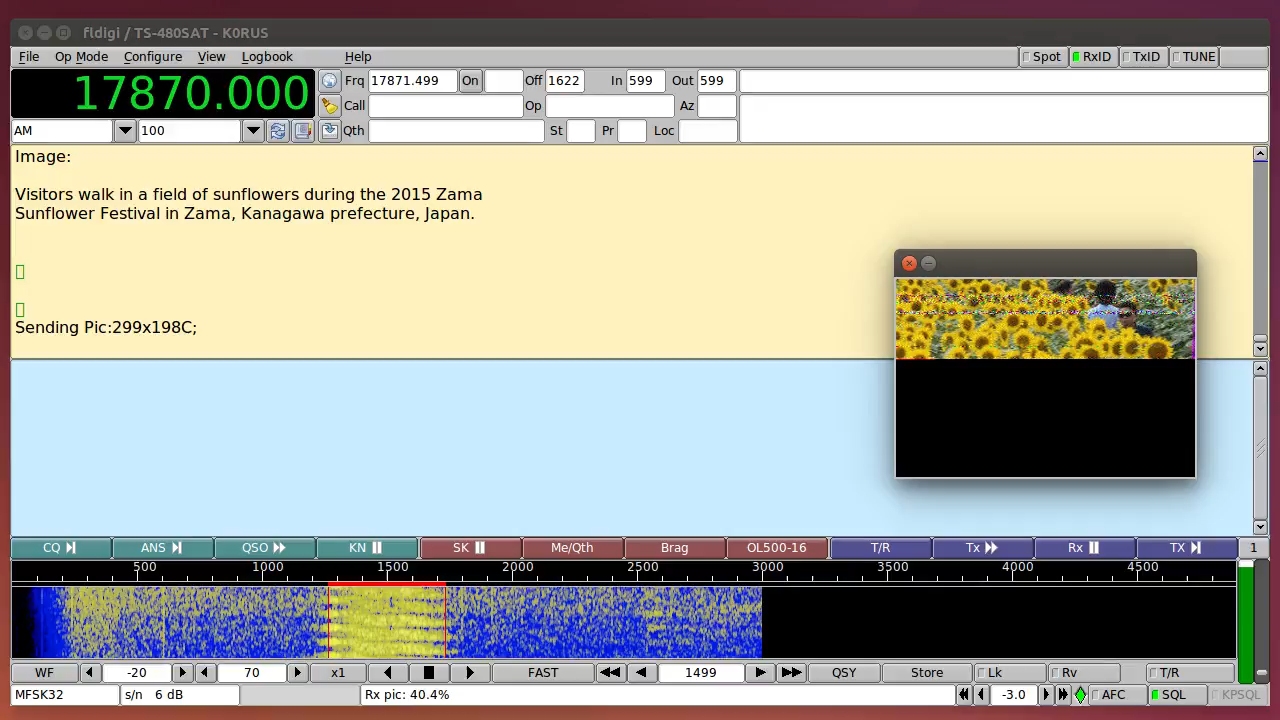 fldigi / TS-480SAT - K0RUS
File Op Mode Configure View Logbook Help Spot RxID TxID TUNE
17870.000 Frq 17871.499 On Off 1622 In 599 Out 599
Call Op Az
AM 100 Qth St Pr Loc
Image:
Visitors walk in a field of sunflowers during the 2015 Zama
Sunflower Festival in Zama, Kanagawa prefecture, Japan.
Sending Pic:299x198C;
CQ ANS QSO KN SK Me/Qth Brag OL500-16 T/R Tx Rx TX 1
500 1000 1500 2000 2500 3000 3500 4000 4500
WF -20 70 x1 FAST 1499 QSY Store Lk Rv T/R
MFSK32 s/n 6 dB Rx pic: 40.4% -3.0 AFC SQL KPSQL